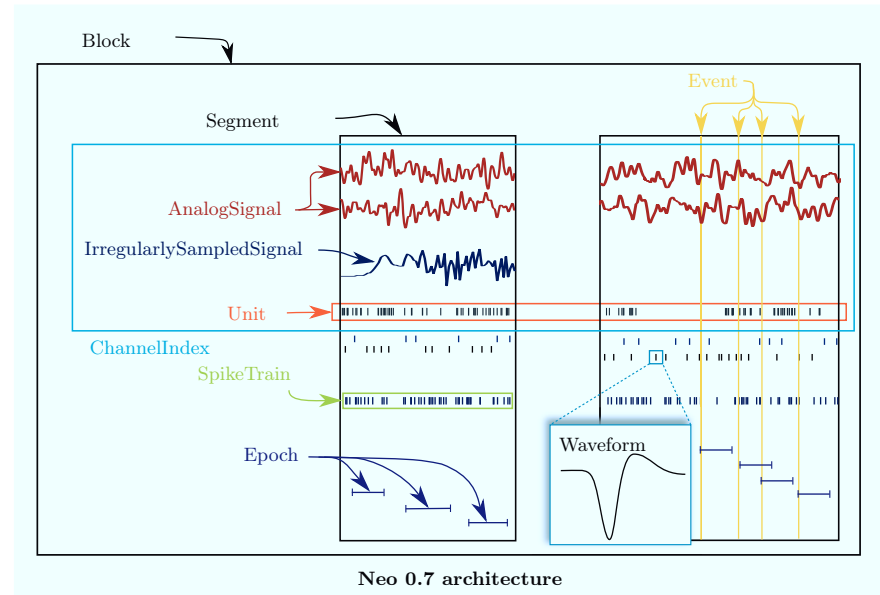 Block
Event
Segment
AnalogSignal
IrregularlySampledSignal
Unit
ChannelIndex
SpikeTrain
Waveform
Epoch
Neo 0.7 architecture